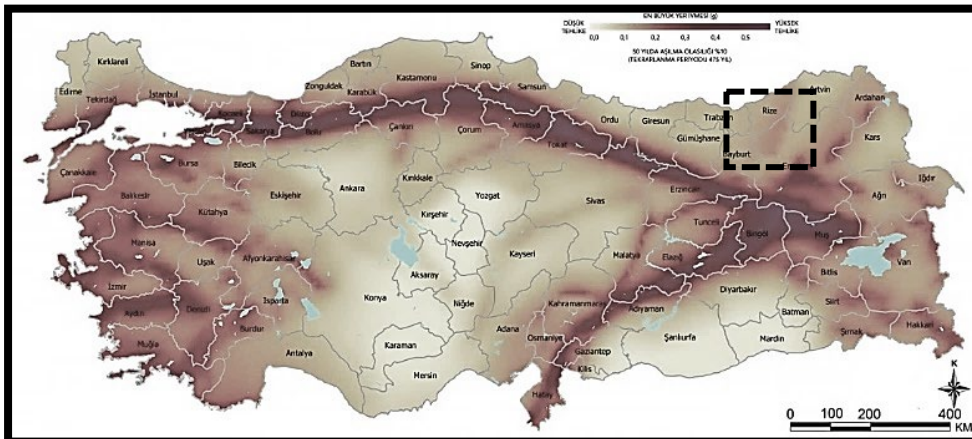 EN BÜYÜK YER İVMESİ (g)
DÜŞÜK TEHLİKE
YÜKSEK TEHLİKE
0,0 0,1 0,2 0,3 0,4 0,5
50 YILDA AŞILMA OLASILIĞI %10
(TEKRARLANMA PERİYODU 475 YIL)
Kırklareli
Edirne
Tekirdağ
İstanbul
Kocaeli
Sakarya
Düzce
Bolu
Zonguldak
Bartın
Karabük
Kastamonu
Sinop
Samsun
Çankırı
Çorum
Amasya
Tokat
Ordu
Giresun
Trabzon
Rize
Artvin
Ardahan
Kars
Gümüşhane
Bayburt
Iğdır
Ağrı
Erzincan
Çanakkale
Bursa
Bilecik
Balıkesir
Kütahya
Eskişehir
Ankara
Kırıkkale
Kırşehir
Yozgat
Sivas
Tunceli
Bingöl
Muş
Elazığ
Malatya
Bitlis
Van
Manisa
Uşak
Afyonkarahisar
Nevşehir
Kayseri
Aksaray
İzmir
Aydın
Denizli
Isparta
Konya
Niğde
Burdur
Muğla
Antalya
Karaman
Mersin
Adana
Osmaniye
Kahramanmaraş
Adıyaman
Gaziantep
Kilis
Hatay
Şanlıurfa
Diyarbakır
Batman
Mardin
Siirt
Şırnak
Hakkari
K
0 100 200 400
KM